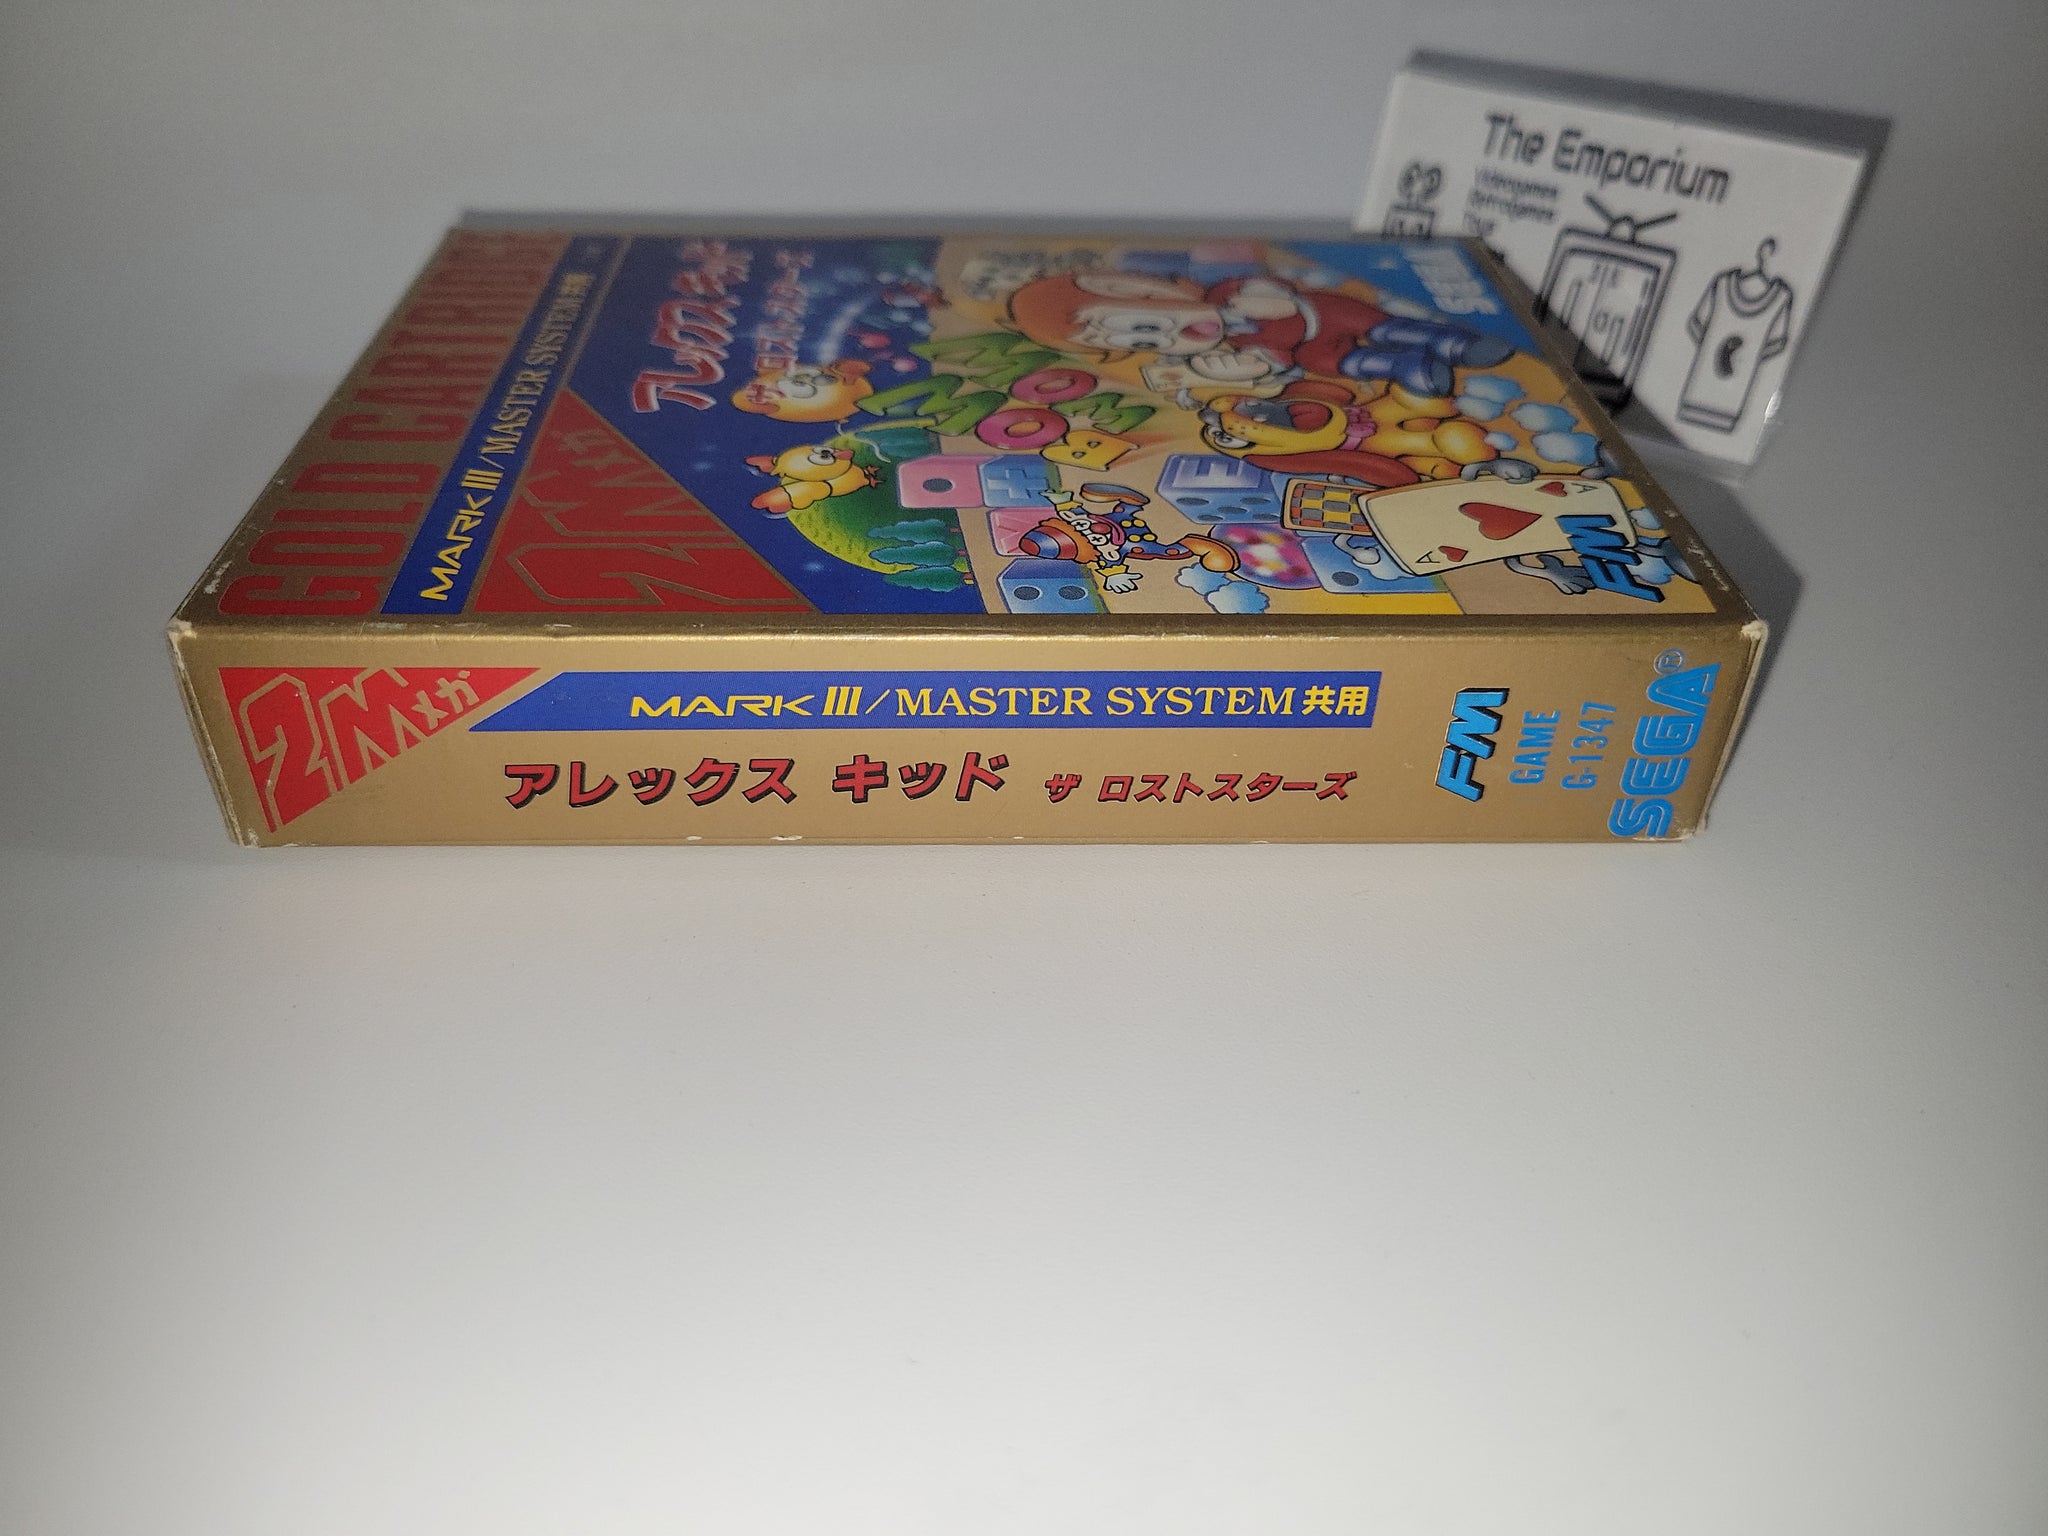 The Emporium
GOLD CARTRIDGE
MARK III/MASTER SYSTEM共用
2Mメガ
アレックスキッド
ザ・ロストスターズ
MM
FM
2Mメガ
MARK III/MASTER SYSTEM共用
アレックス キッド ザ ロストスターズ
FM
GAME
G-1347
SEGA®